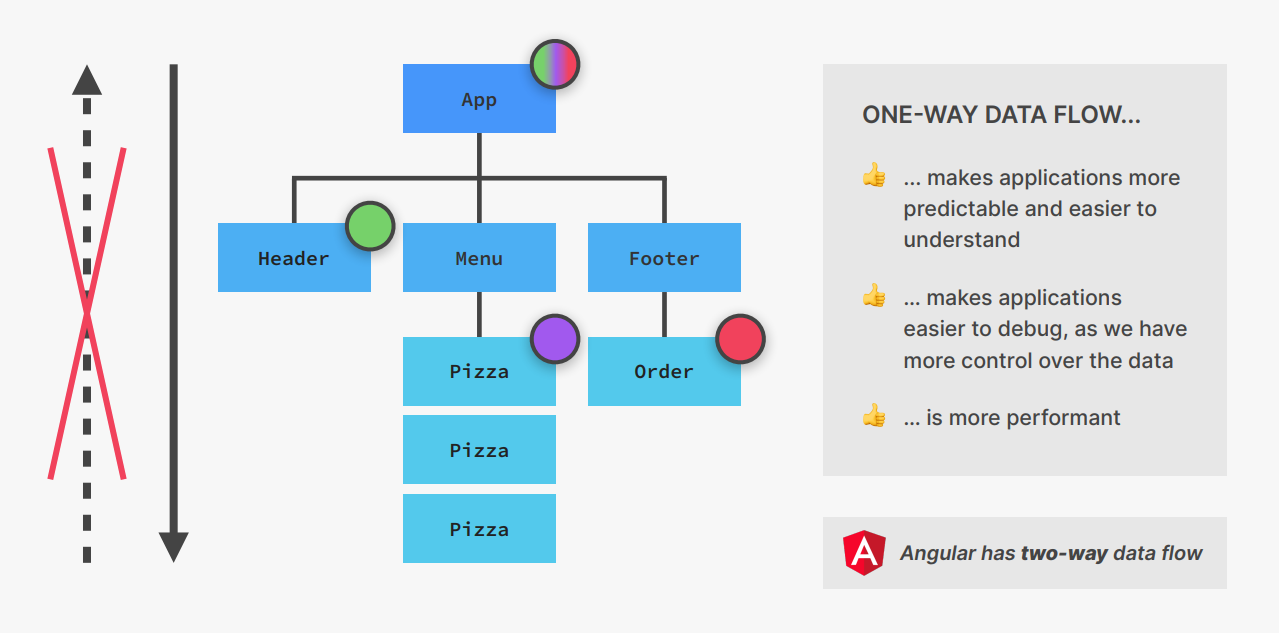 App
Header
Menu
Footer
Pizza
Order
Pizza
Pizza
ONE-WAY DATA FLOW...
... makes applications more
predictable and easier to
understand
... makes applications
easier to debug, as we have
more control over the data
... is more performant
A
Angular has two-way data flow